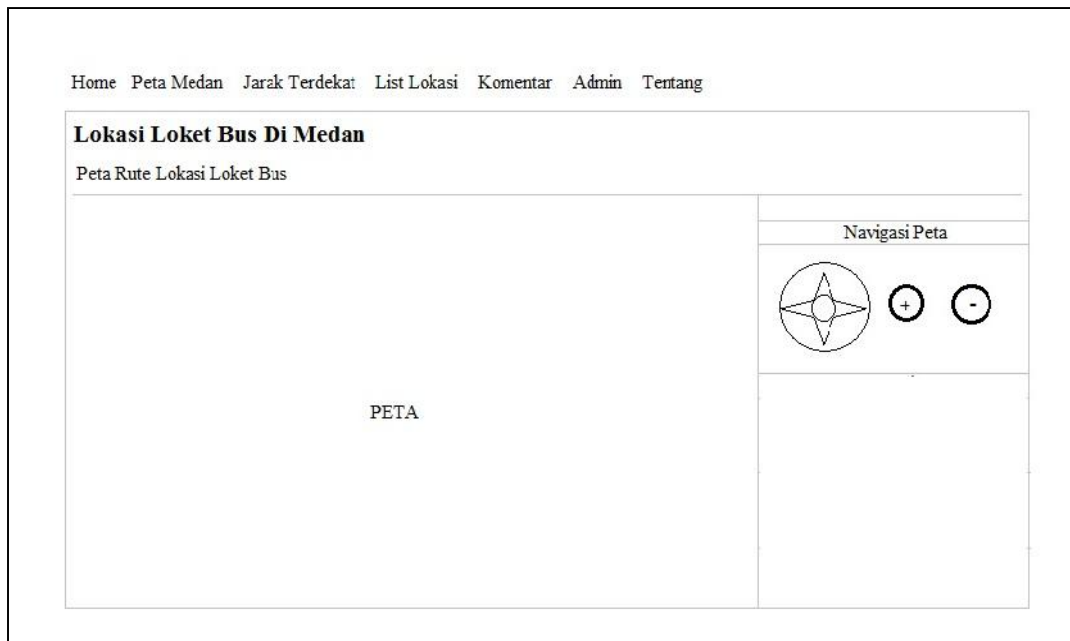 Home Peta Medan Jarak Terdekat List Lokasi Komentar Admin Tentang
Lokasi Loket Bus Di Medan
Peta Rute Lokasi Loket Bus
Navigasi Peta
+ -
PETA